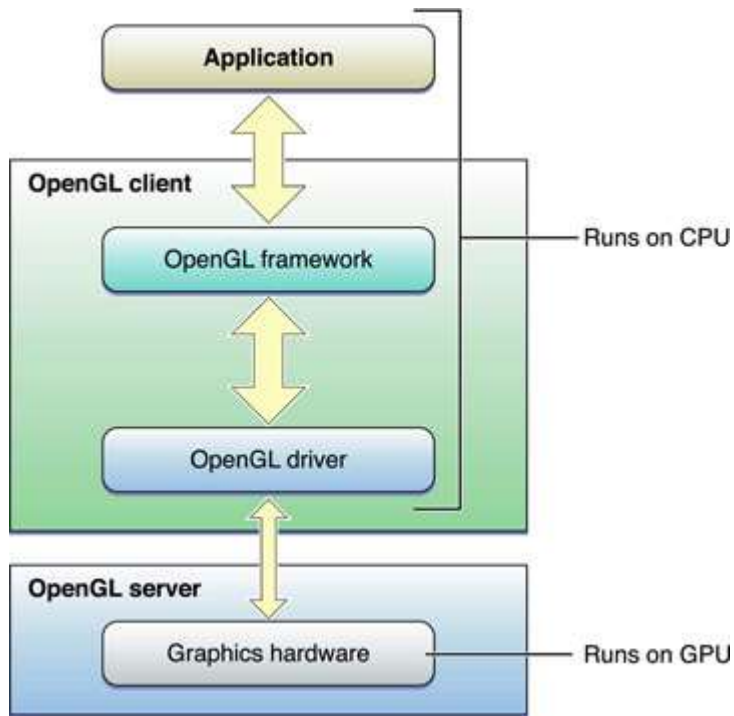 Application
OpenGL client
OpenGL framework
Runs on CPU
OpenGL driver
OpenGL server
Graphics hardware
Runs on GPU